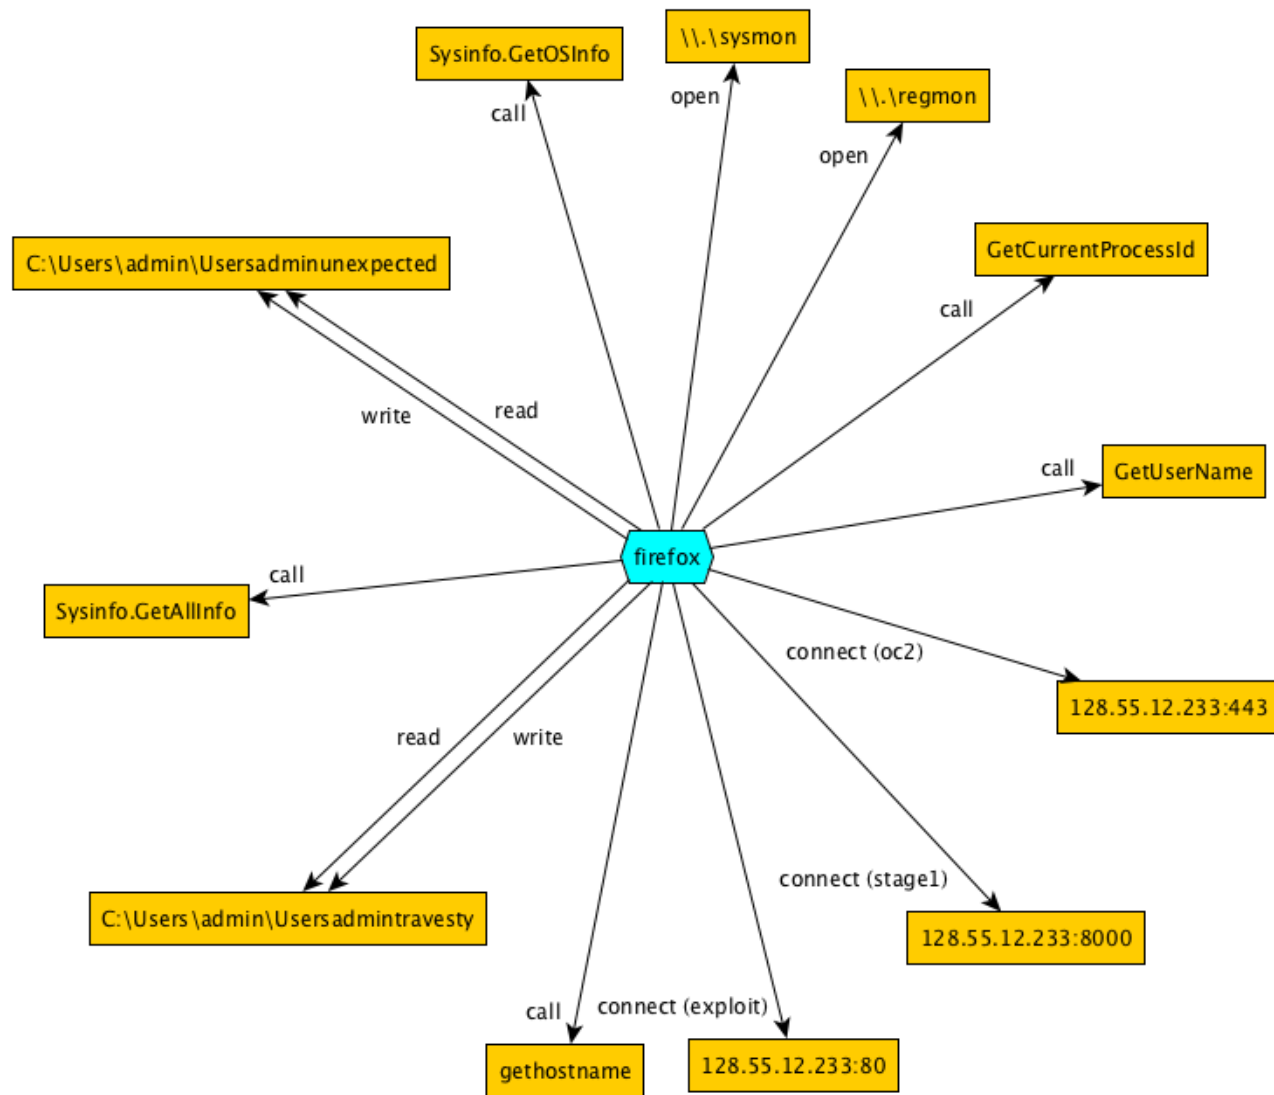 \\.\sysmon
Sysinfo.GetOSInfo
\\.\regmon
open
call
open
GetCurrentProcessId
C:\Users\admin\Usersadminunexpected
call
read
write
call
GetUserName
firefox
call
Sysinfo.GetAllInfo
connect (oc2)
128.55.12.233:443
read
write
connect (stage1)
C:\Users\admin\Usersadmintravesty
128.55.12.233:8000
connect (exploit)
call
128.55.12.233:80
gethostname